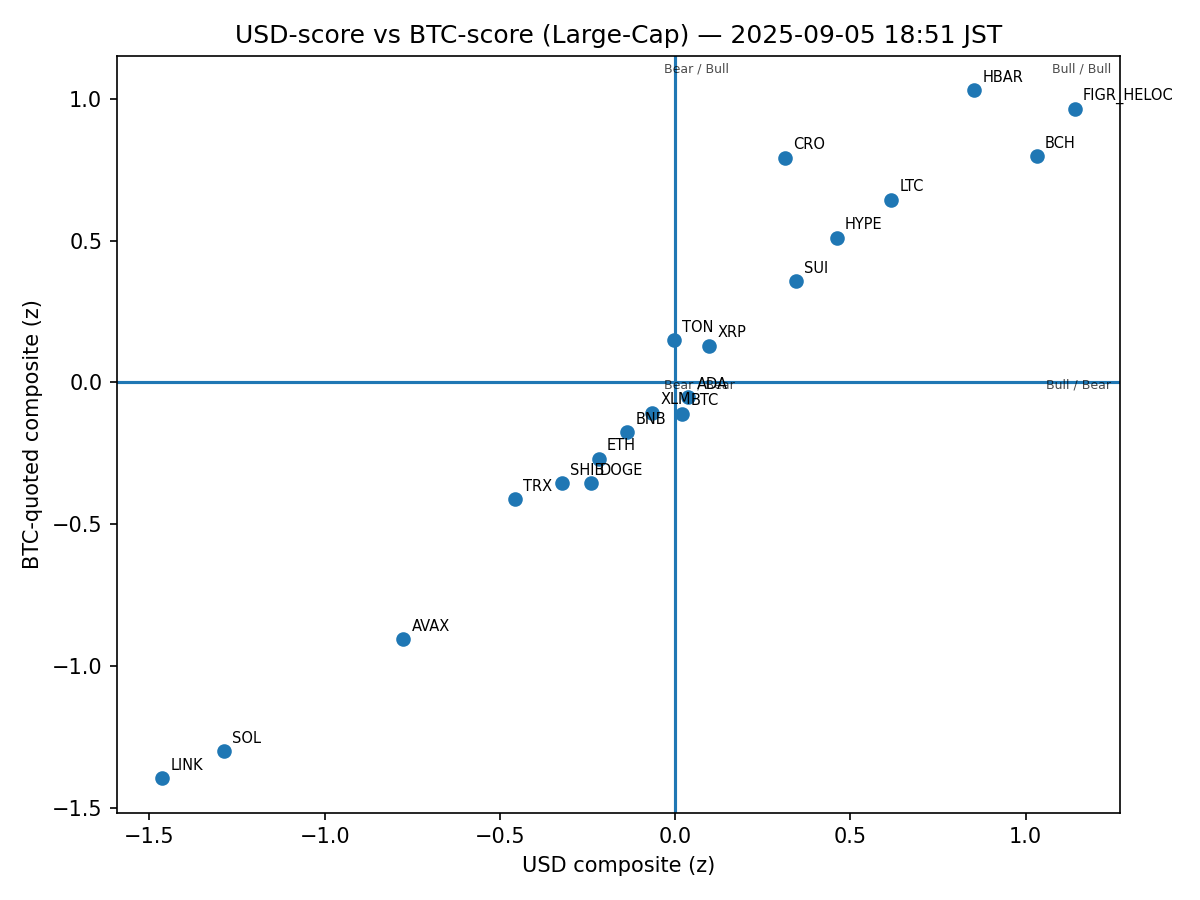 USD-score vs BTC-score (Large-Cap) — 2025-09-05 18:51 JST
Bear / Bull
Bull / Bull
HBAR
FIGR_HELOC
CRO
BCH
LTC
HYPE
SUI
TON
XRP
Bear / Bear
ADA
Bull / Bear
XLM
BTC
BNB
ETH
SHIB
DOGE
TRX
AVAX
SOL
LINK
1.0
0.5
0.0
−0.5
−1.0
−1.5
BTC-quoted composite (z)
−1.5
−1.0
−0.5
0.0
0.5
1.0
USD composite (z)